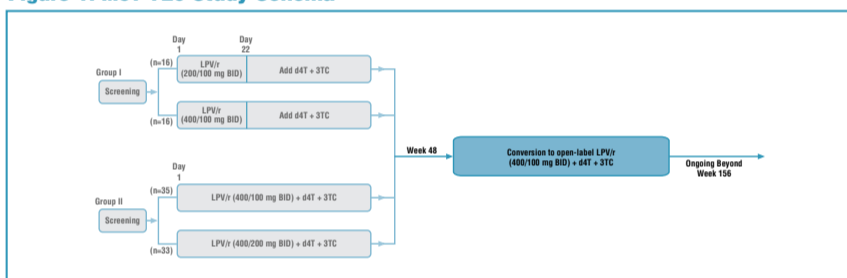 Day
1
Day
22
(n=16)
LPV/r
(200/100 mg BID)
Add d4T + 3TC
Group I
Screening
LPV/r
(400/100 mg BID)
Add d4T + 3TC
(n=16)
Week 48
Conversion to open-label LPV/r
(400/100 mg BID) + d4T + 3TC
Ongoing Beyond
Week 156
Day
1
(n=35)
LPV/r (400/100 mg BID) + d4T + 3TC
Group II
Screening
(n=33)
LPV/r (400/200 mg BID) + d4T + 3TC